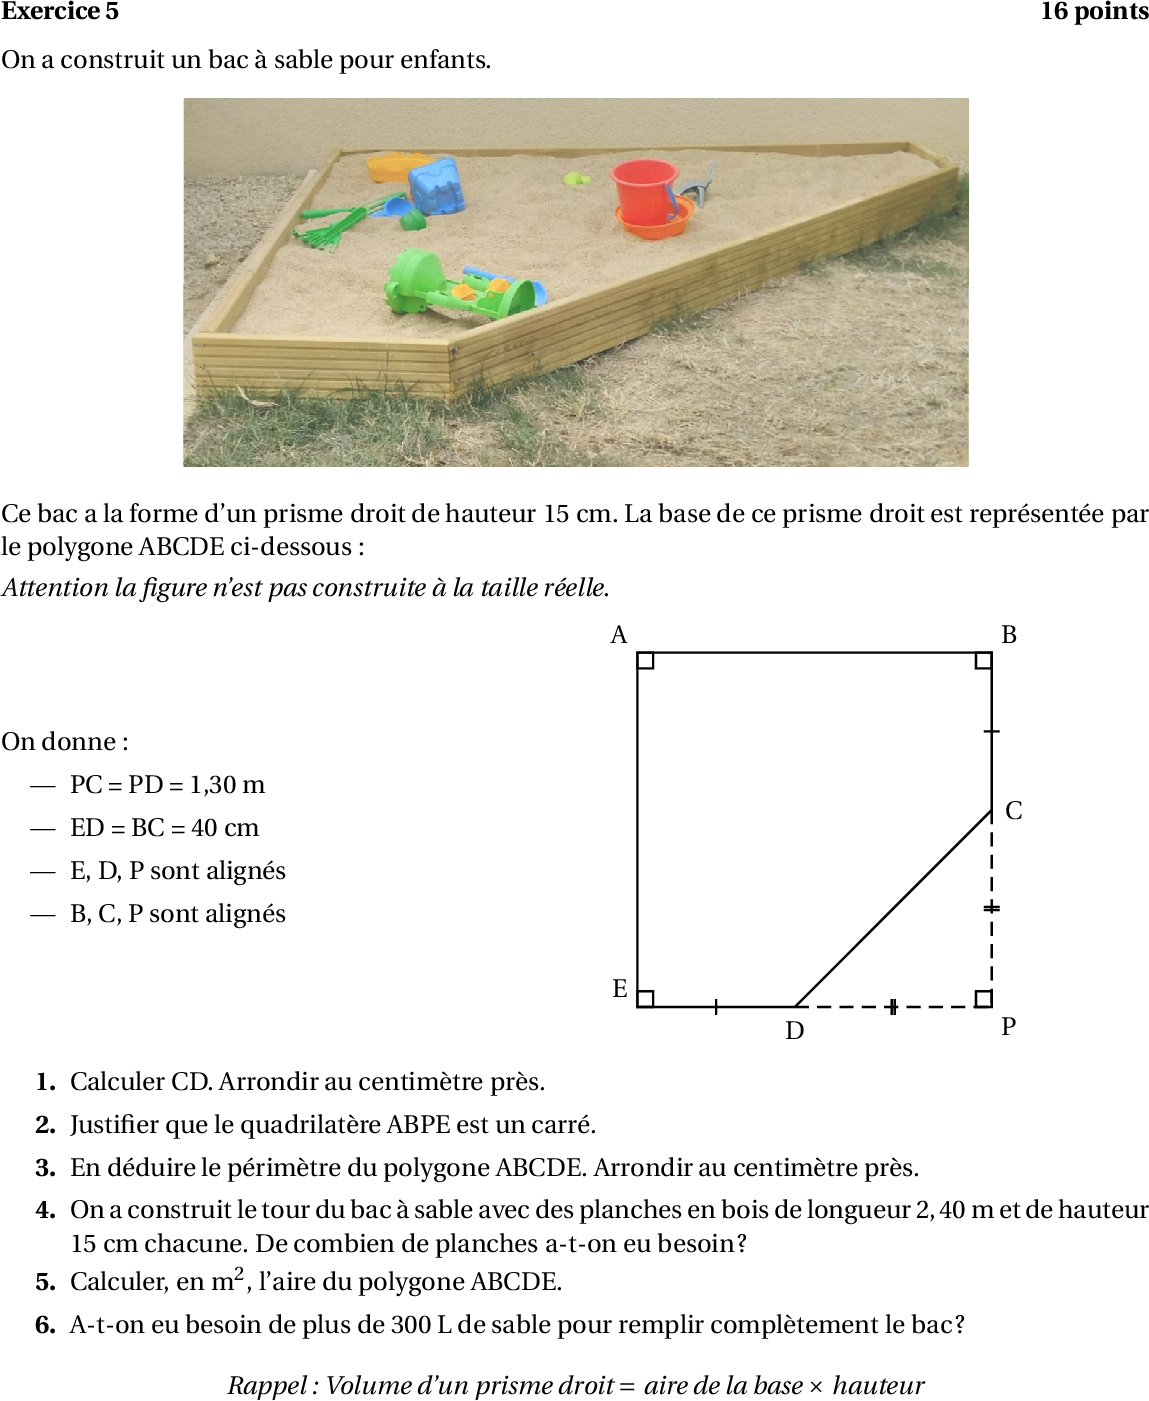 Exercice 5 16 points
On a construit un bac à sable pour enfants.
Ce bac a la forme d'un prisme droit de hauteur 15 cm. La base de ce prisme droit est représentée par
le polygone ABCDE ci-dessous :
Attention la figure n'est pas construite à la taille réelle.
A B
On donne :
— PC = PD = 1,30 m
— ED = BC = 40 cm
— E, D, P sont alignés
— B, C, P sont alignés
C
E
D
P
1. Calculer CD. Arrondir au centimètre près.
2. Justifier que le quadrilatère ABPE est un carré.
3. En déduire le périmètre du polygone ABCDE. Arrondir au centimètre près.
4. On a construit le tour du bac à sable avec des planches en bois de longueur 2,40 m et de hauteur
15 cm chacune. De combien de planches a-t-on eu besoin?
5. Calculer, en m², l'aire du polygone ABCDE.
6. A-t-on eu besoin de plus de 300 L de sable pour remplir complètement le bac?
Rappel : Volume d'un prisme droit = aire de la base × hauteur